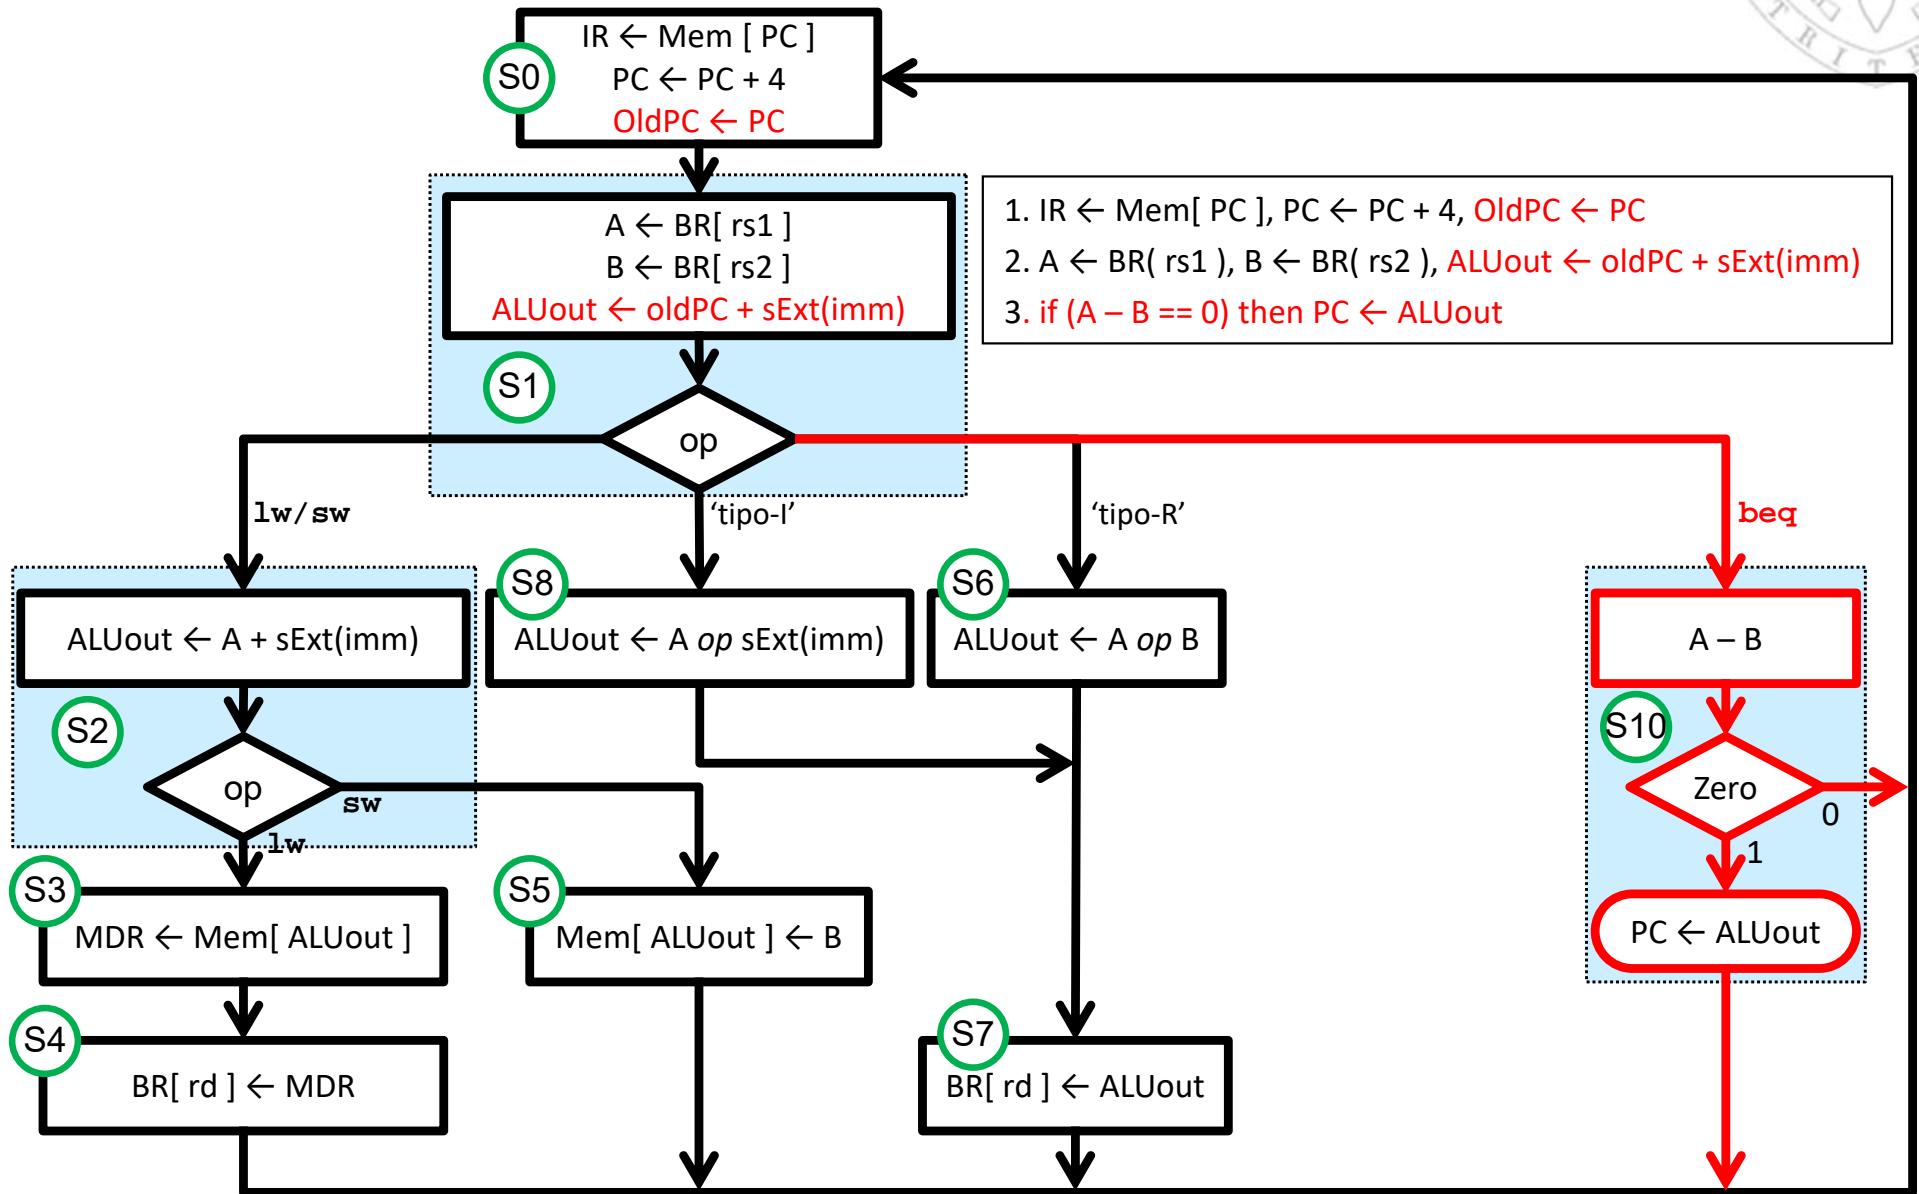 IR ← Mem [ PC ]
S0
PC ← PC + 4
OldPC ← PC
A ← BR[ rs1 ]
B ← BR[ rs2 ]
ALUout ← oldPC + sExt(imm)
1. IR ← Mem[ PC ], PC ← PC + 4, OldPC ← PC
2. A ← BR( rs1 ), B ← BR( rs2 ), ALUout ← oldPC + sExt(imm)
3. if (A – B == 0) then PC ← ALUout
S1
op
lw/sw
‘tipo-I’
‘tipo-R’
beq
S8
S6
ALUout ← A + sExt(imm)
ALUout ← A op sExt(imm)
ALUout ← A op B
A – B
S2
S10
op
sw
lw
Zero
0
1
S3
S5
MDR ← Mem[ ALUout ]
Mem[ ALUout ] ← B
PC ← ALUout
S4
S7
BR[ rd ] ← MDR
BR[ rd ] ← ALUout